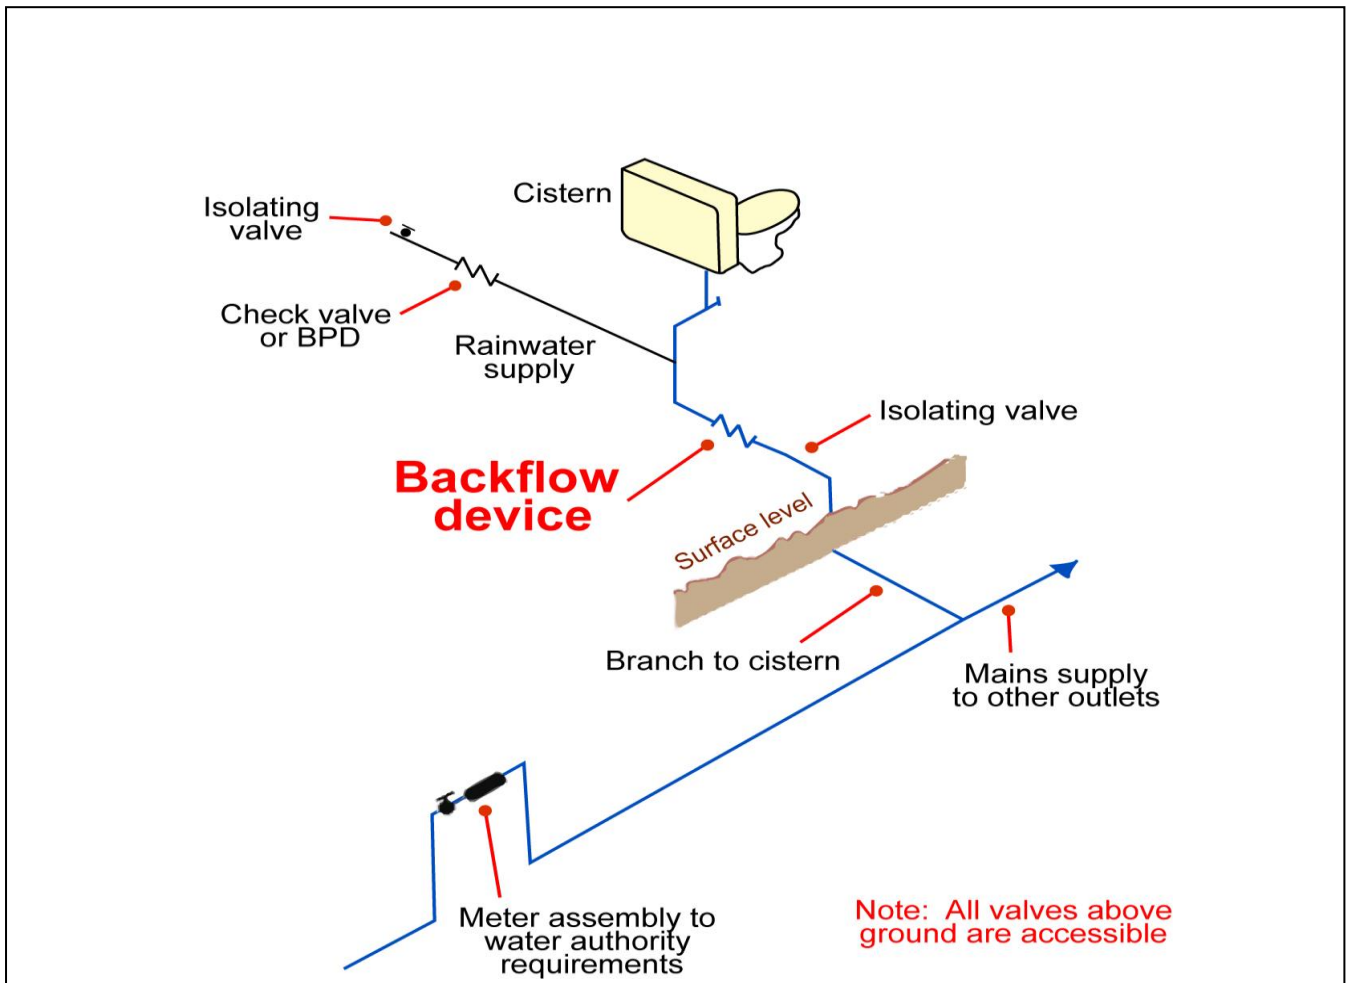 Cistern
Isolating
valve
Check valve
or BPD
Rainwater
supply
Isolating valve
Backflow
device
Surface level
Branch to cistern
Mains supply
to other outlets
Meter assembly to
water authority
requirements
Note: All valves above
ground are accessible